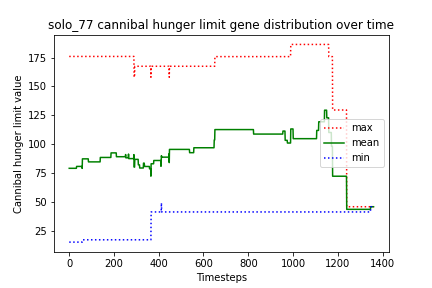 solo_77 cannibal hunger limit gene distribution over time
Cannibal hunger limit value
175
150
125
100
75
50
25
max
mean
min
0 200 400 600 800 1000 1200 1400
Timesteps